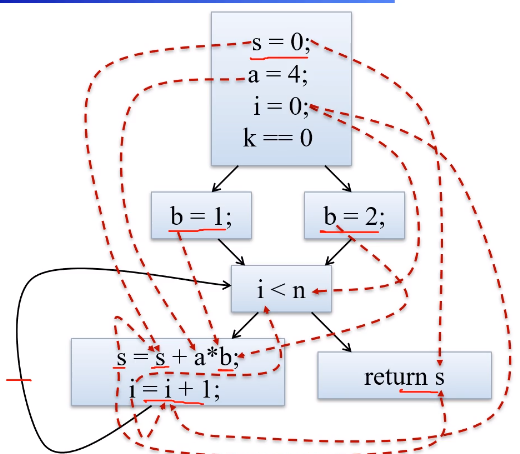 s = 0;
a = 4;
i = 0;
k == 0
b = 1;
b = 2;
i < n
s = s + a*b;
i = i + 1;
return s